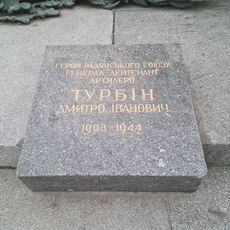 ГЕРОЙ РАДЯНСЬКОГО СОЮЗУ
ГЕНЕРАЛ-ЛЕЙТЕНАНТ
АРТИЛЕРІЇ
ТУРБІН
ДМИТРО ІВАНОВИЧ
1903-1944